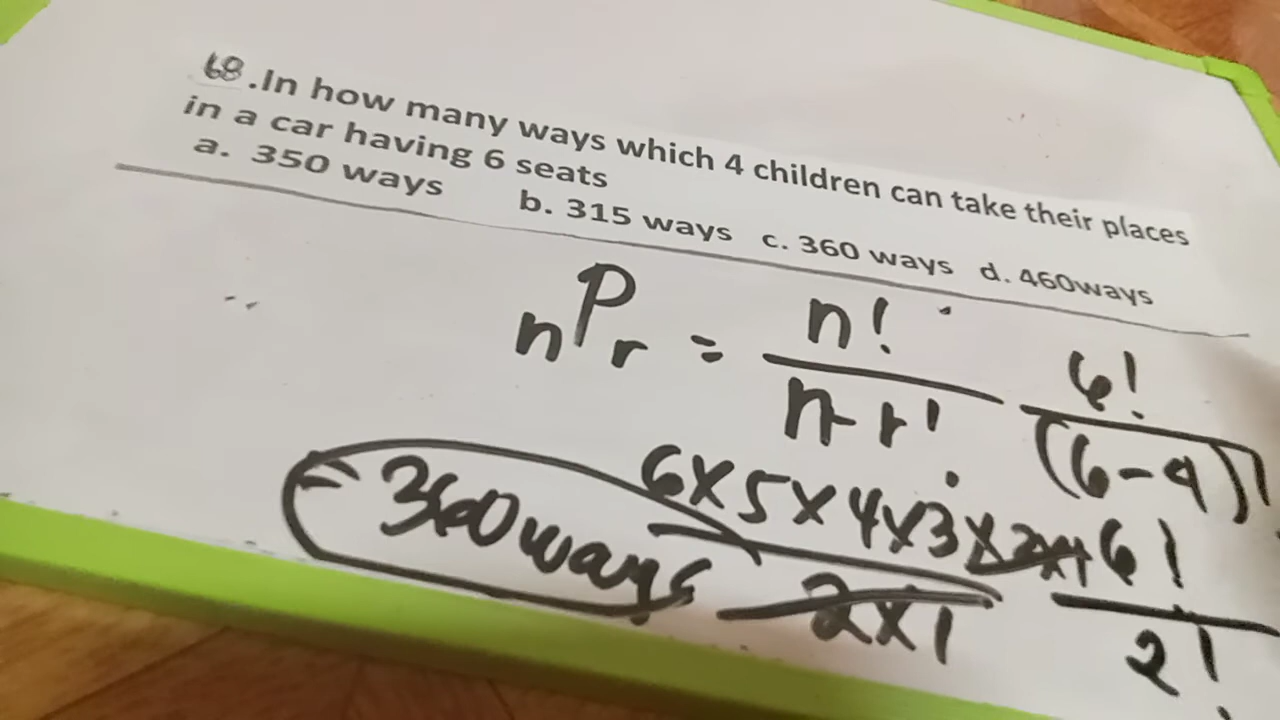 68.In how many ways which 4 children can take their places
in a car having 6 seats
a. 350 ways b. 315 ways c. 360 ways d. 460ways
nPr = n! / n-r! 6! / (6-4)!
6x5x4x3x2x1 / 2x1 6! / 2!
= 360ways